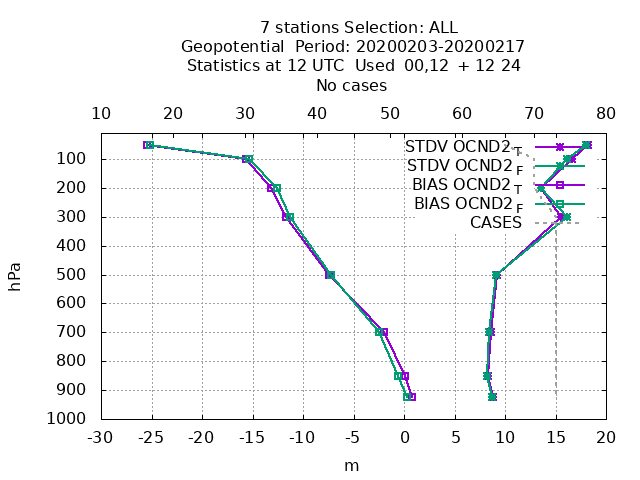 7 stations Selection: ALL
Geopotential  Period: 20200203-20200217
Statistics at 12 UTC  Used  00,12  + 12 24
No cases
10 20 30 40 50 60 70 80
STDV OCND2 T
STDV OCND2 F
BIAS OCND2 T
BIAS OCND2 F
CASES
100
200
300
400
500
600
700
800
900
1000
hPa
-30 -25 -20 -15 -10 -5 0 5 10 15 20
m